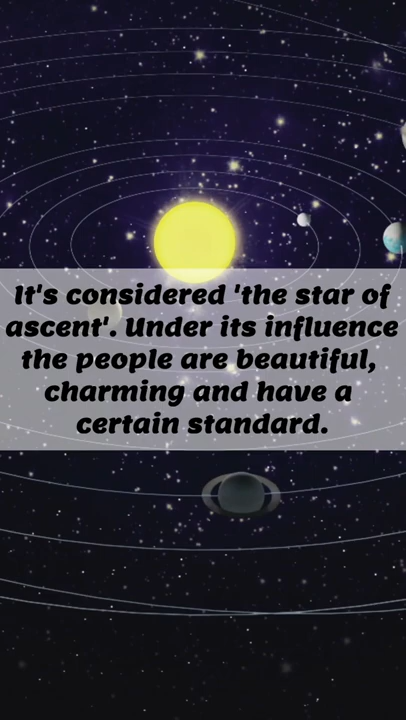 It's considered 'the star of
ascent'. Under its influence
the people are beautiful,
charming and have a
certain standard.